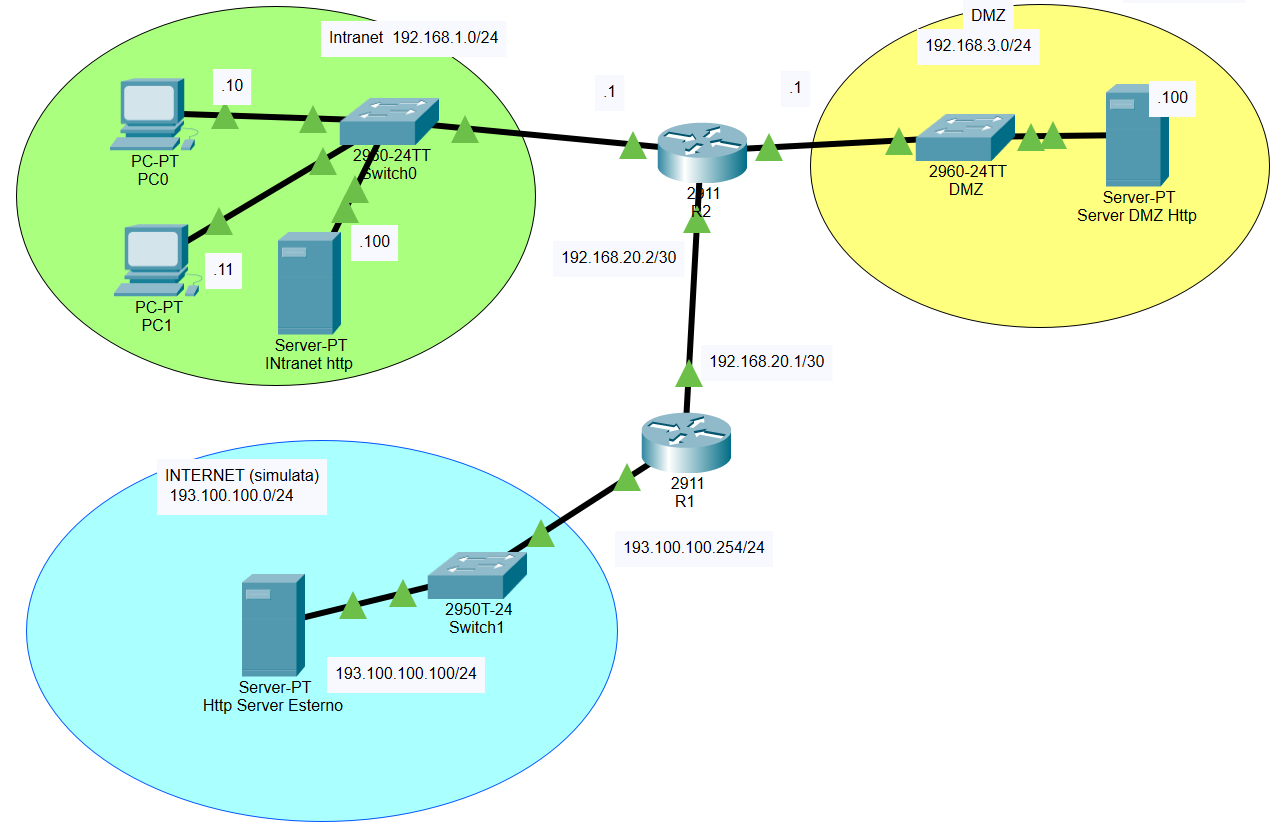 DMZ
Intranet 192.168.1.0/24
192.168.3.0/24
.10
.1
.1
.100
2960-24TT
Switch0
PC-PT
PC0
2960-24TT
DMZ
2911
R2
Server-PT
Server DMZ Http
.100
192.168.20.2/30
.11
PC-PT
PC1
Server-PT
INtranet http
192.168.20.1/30
INTERNET (simulata)
193.100.100.0/24
2911
R1
193.100.100.254/24
2950T-24
Switch1
193.100.100.100/24
Server-PT
Http Server Esterno